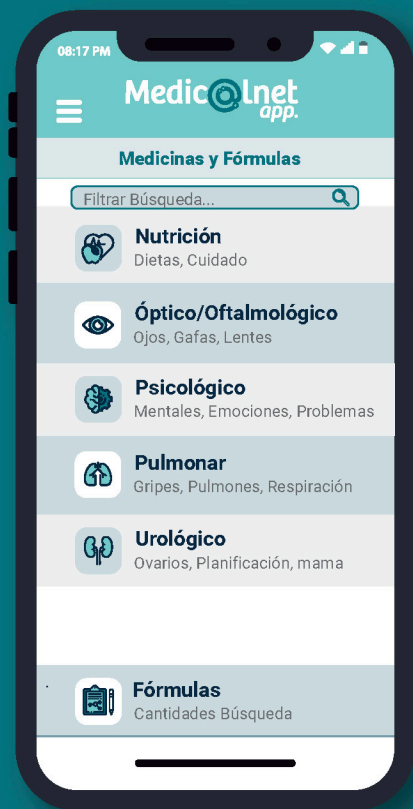 08:17 PM
Medic@lnet
app.
Medicinas y Fórmulas
Filtrar Búsqueda...
Nutrición
Dietas, Cuidado
Óptico/Oftalmológico
Ojos, Gafas, Lentes
Psicológico
Mentales, Emociones, Problemas
Pulmonar
Gripes, Pulmones, Respiración
Urológico
Ovarios, Planificación, mama
Fórmulas
Cantidades Búsqueda